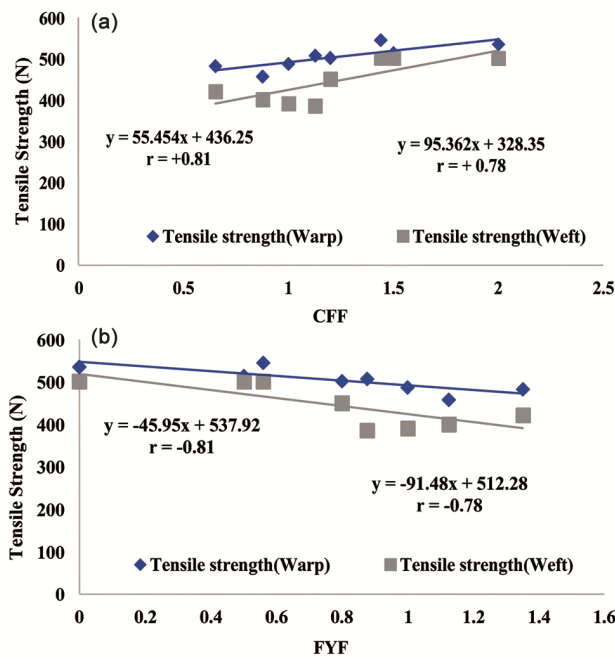 (a)
600
500
400
300
200
100
0
Tensile Strength (N)
y = 55.454x + 436.25
r = +0.81
y = 95.362x + 328.35
r = + 0.78
Tensile strength(Warp)
Tensile strength(Weft)
0 0.5 1 1.5 2 2.5
CFF
(b)
600
500
400
300
200
100
0
Tensile Strength (N)
y = -45.95x + 537.92
r = -0.81
y = -91.48x + 512.28
r = -0.78
Tensile strength(Warp)
Tensile strength(Weft)
0 0.2 0.4 0.6 0.8 1 1.2 1.4 1.6
FYF